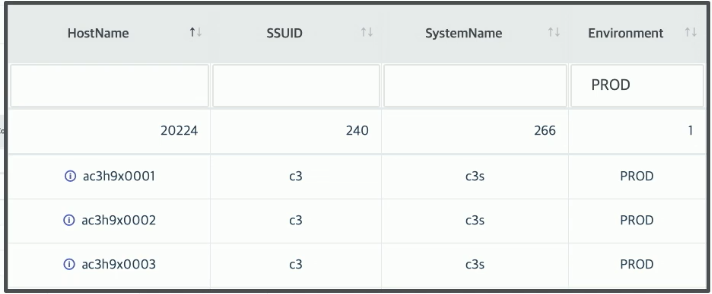 HostName SSUID SystemName Environment
PROD
20224 240 266 1
ac3h9x0001 c3 c3s PROD
ac3h9x0002 c3 c3s PROD
ac3h9x0003 c3 c3s PROD